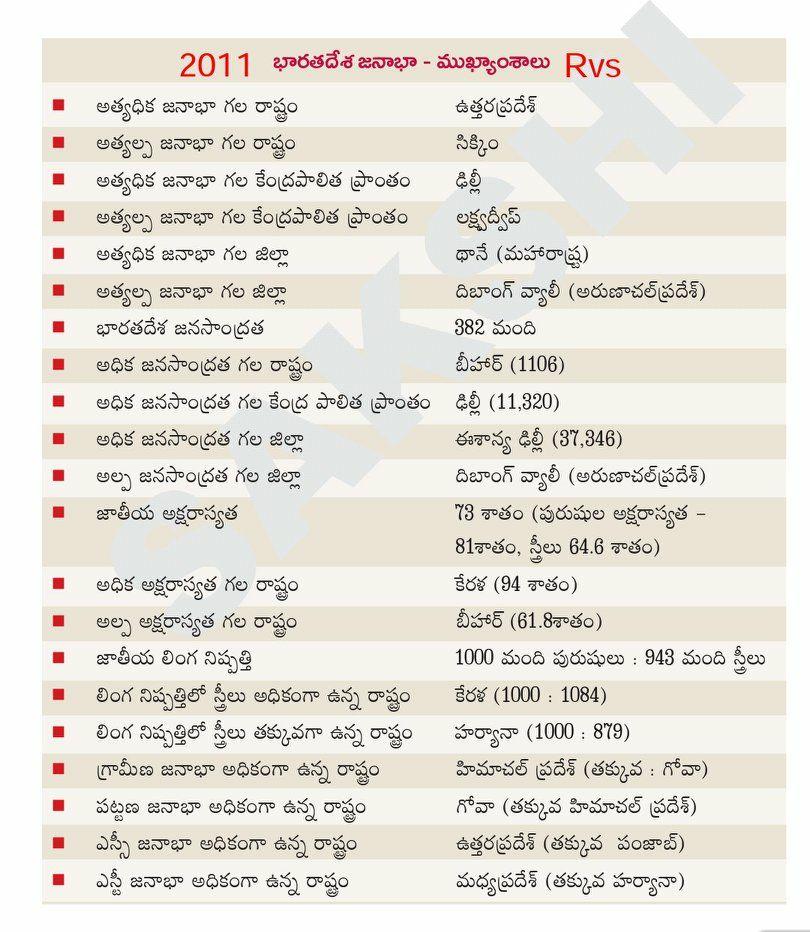 2011 భారతదేశ జనాభా - ముఖ్యాంశాలు Rvs
అత్యధిక జనాభా గల రాష్ట్రం ఉత్తరప్రదేశ్
అత్యల్ప జనాభా గల రాష్ట్రం సిక్కిం
అత్యధిక జనాభా గల కేంద్రపాలిత ప్రాంతం ఢిల్లీ
అత్యల్ప జనాభా గల కేంద్రపాలిత ప్రాంతం లక్ష్వద్వీప్
అత్యధిక జనాభా గల జిల్లా థానే (మహారాష్ట్ర)
అత్యల్ప జనాభా గల జిల్లా దిబాంగ్ వ్యాలీ (అరుణాచల్‌ప్రదేశ్)
భారతదేశ జనసాంద్రత 382 మంది
అధిక జనసాంద్రత గల రాష్ట్రం బీహార్ (1106)
అధిక జనసాంద్రత గల కేంద్ర పాలిత ప్రాంతం ఢిల్లీ (11,320)
అధిక జనసాంద్రత గల జిల్లా ఈశాన్య ఢిల్లీ (37,346)
అల్ప జనసాంద్రత గల జిల్లా దిబాంగ్ వ్యాలీ (అరుణాచల్‌ప్రదేశ్)
జాతీయ అక్షరాస్యత 73 శాతం (పురుషుల అక్షరాస్యత –
81శాతం, స్త్రీలు 64.6 శాతం)
అధిక అక్షరాస్యత గల రాష్ట్రం కేరళ (94 శాతం)
అల్ప అక్షరాస్యత గల రాష్ట్రం బీహార్ (61.8శాతం)
జాతీయ లింగ నిష్పత్తి 1000 మంది పురుషులు : 943 మంది స్త్రీలు
లింగ నిష్పత్తిలో స్త్రీలు అధికంగా ఉన్న రాష్ట్రం కేరళ (1000 : 1084)
లింగ నిష్పత్తిలో స్త్రీలు తక్కువగా ఉన్న రాష్ట్రం హర్యానా (1000 : 879)
గ్రామీణ జనాభా అధికంగా ఉన్న రాష్ట్రం హిమాచల్ ప్రదేశ్ (తక్కువ : గోవా)
పట్టణ జనాభా అధికంగా ఉన్న రాష్ట్రం గోవా (తక్కువ హిమాచల్ ప్రదేశ్)
ఎస్సీ జనాభా అధికంగా ఉన్న రాష్ట్రం ఉత్తరప్రదేశ్ (తక్కువ పంజాబ్)
ఎస్టీ జనాభా అధికంగా ఉన్న రాష్ట్రం మధ్యప్రదేశ్ (తక్కువ హర్యానా)
SAKSHI